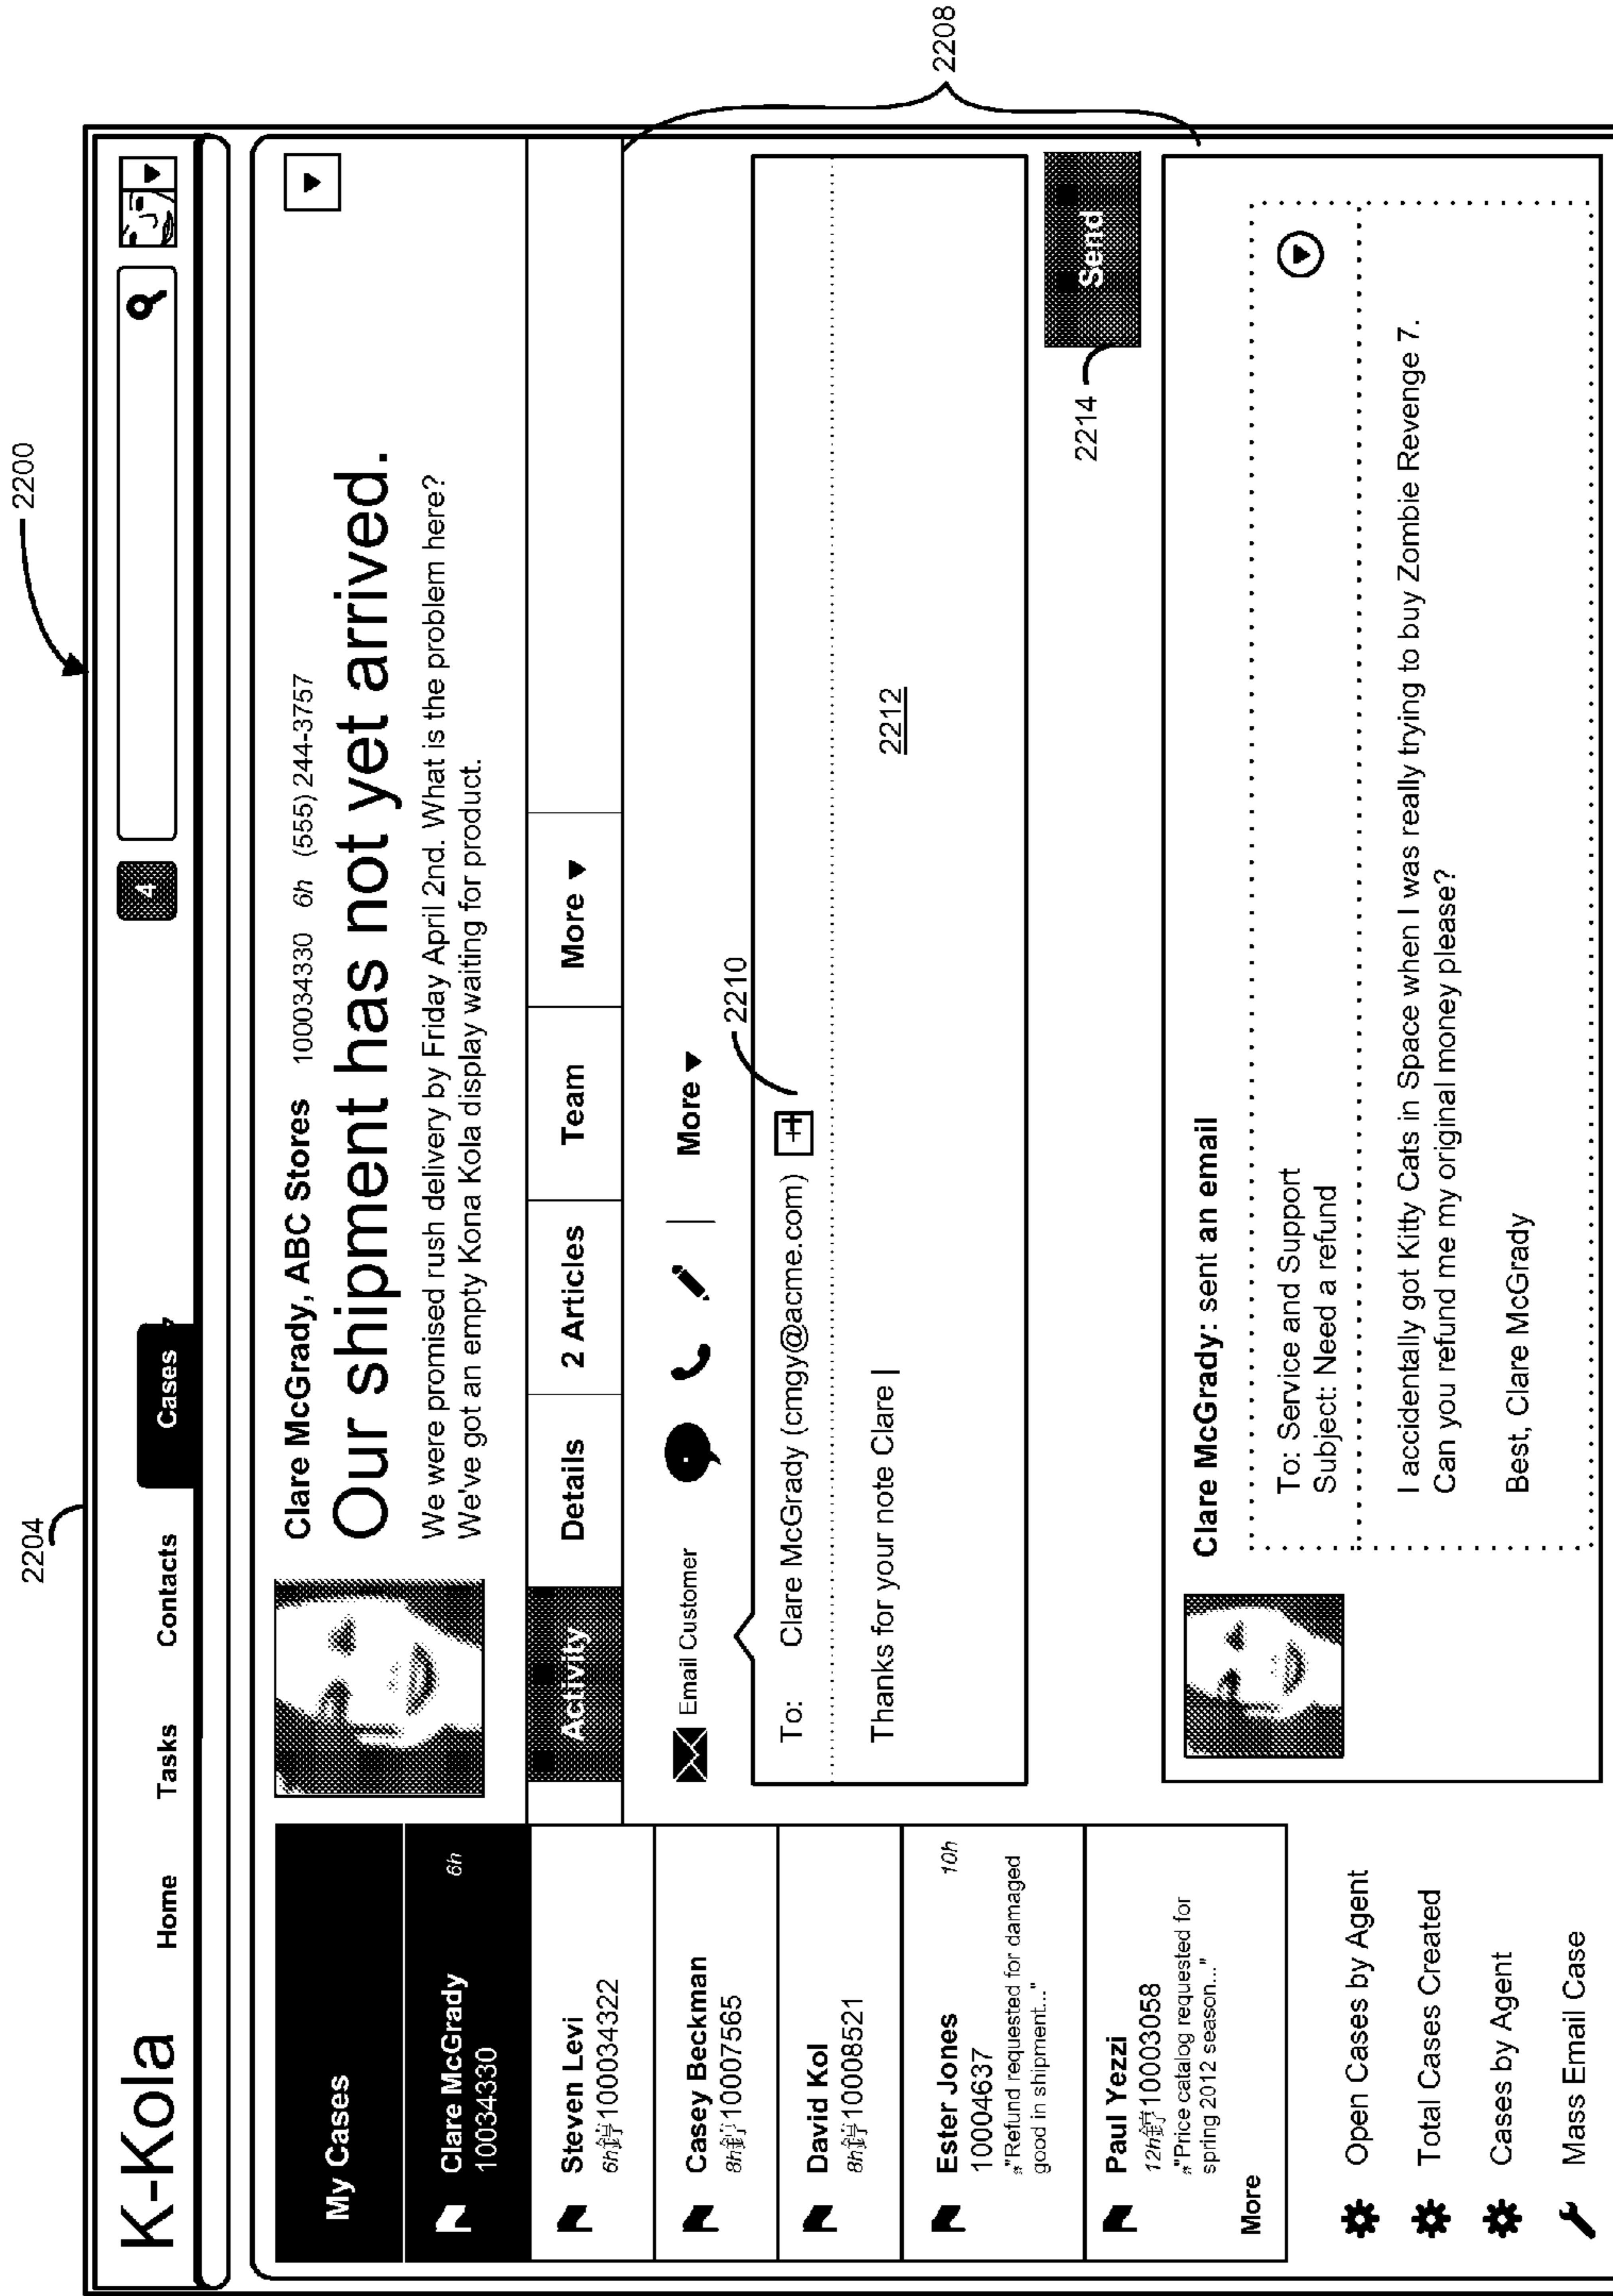 2200
2204
K-Kola
Home
Tasks
Contacts
Cases
4
My Cases
Clare McGrady 6h
10034330
Steven Levi
6h 100034322
Casey Beckman
8h 10007565
David Kol
8h 10008521
Ester Jones 10h
10004637
"Refund requested for damaged
good in shipment..."
Paul Yezzi
12h 10003058
"Price catalog requested for
spring 2012 season..."
More
Open Cases by Agent
Total Cases Created
Cases by Agent
Mass Email Case
Clare McGrady, ABC Stores 100034330 6h (555) 244-3757
Our shipment has not yet arrived.
We were promised rush delivery by Friday April 2nd. What is the problem here?
We've got an empty Kona Kola display waiting for product.
Activity
Details
2 Articles
Team
More
Email Customer
More
2210
To: Clare McGrady (cmgy@acme.com)
Thanks for your note Clare
2212
2214
Send
2208
Clare McGrady: sent an email
To: Service and Support
Subject: Need a refund
I accidentally got Kitty Cats in Space when I was really trying to buy Zombie Revenge 7.
Can you refund me my original money please?
Best, Clare McGrady